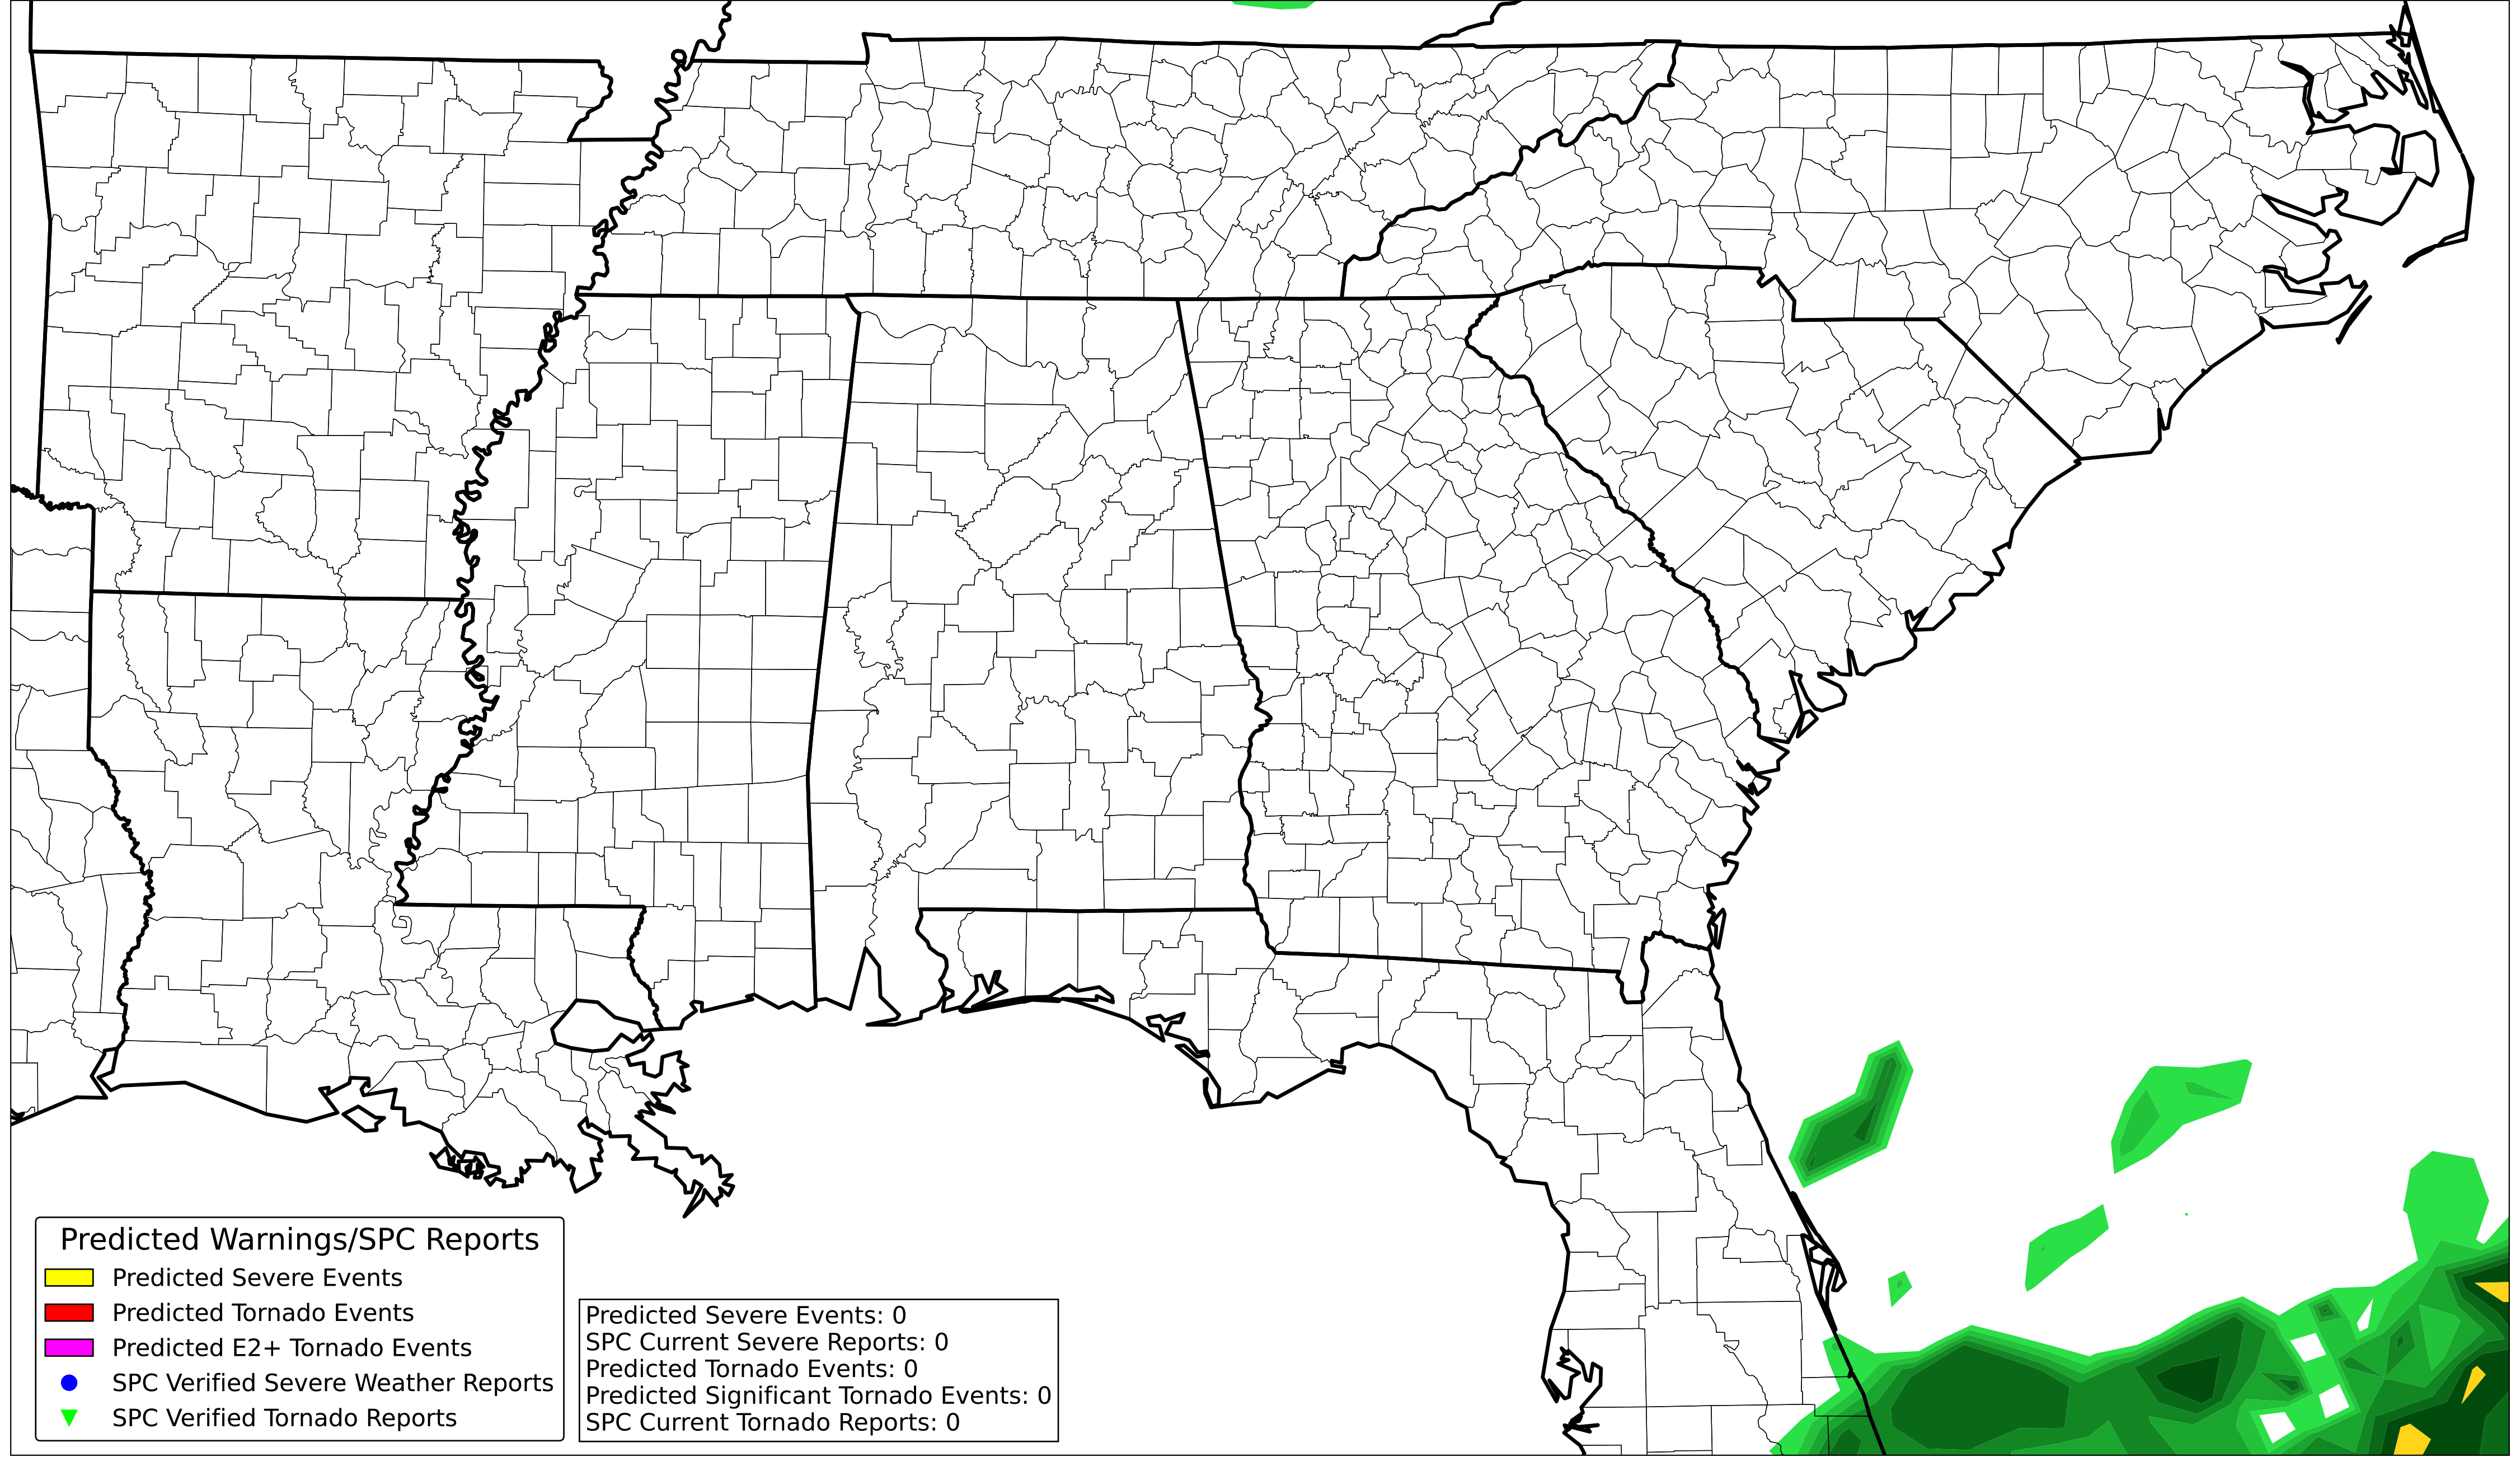 Predicted Warnings/SPC Reports
Predicted Severe Events
Predicted Tornado Events
Predicted E2+ Tornado Events
SPC Verified Severe Weather Reports
SPC Verified Tornado Reports
Predicted Severe Events: 0
SPC Current Severe Reports: 0
Predicted Tornado Events: 0
Predicted Significant Tornado Events: 0
SPC Current Tornado Reports: 0